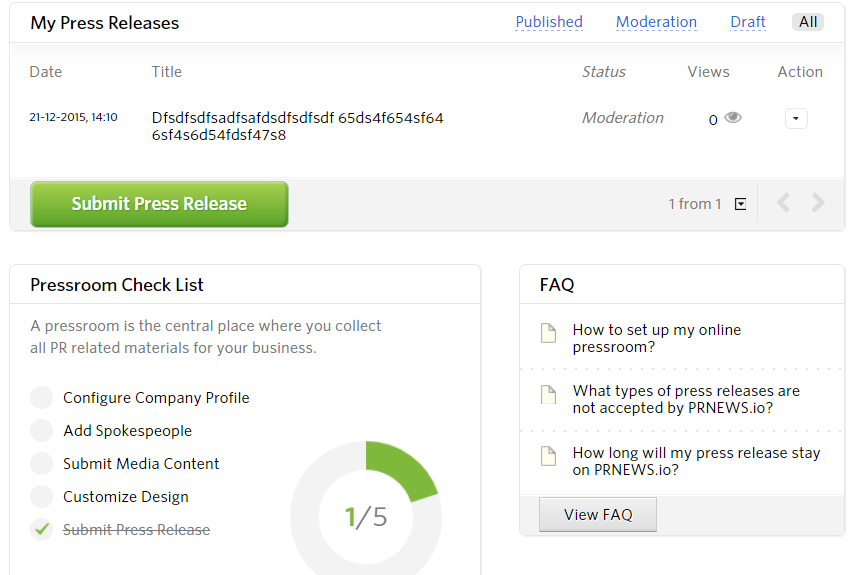 My Press Releases Published Moderation Draft All
Date Title Status Views Action
21-12-2015, 14:10 Dfsdfsdfsadfsafdsdfsdfsdf 65ds4f654sf64 Moderation 0
6sf4s6d54fdsf47s8
Submit Press Release 1 from 1
Pressroom Check List
A pressroom is the central place where you collect
all PR related materials for your business.
Configure Company Profile
Add Spokespeople
Submit Media Content
Customize Design
Submit Press Release
1/5
FAQ
How to set up my online
pressroom?
What types of press releases are
not accepted by PRNEWS.io?
How long will my press release stay
on PRNEWS.io?
View FAQ